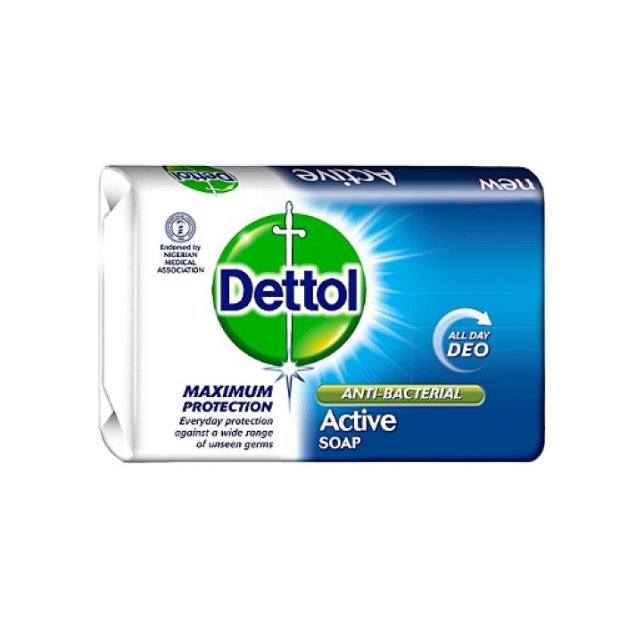 Dettol
Active
new
Endorsed by
NIGERIAN
MEDICAL
ASSOCIATION
Dettol
ALL DAY
DEO
MAXIMUM
PROTECTION
Everyday protection
against a wide range
of unseen germs
ANTI-BACTERIAL
Active
SOAP